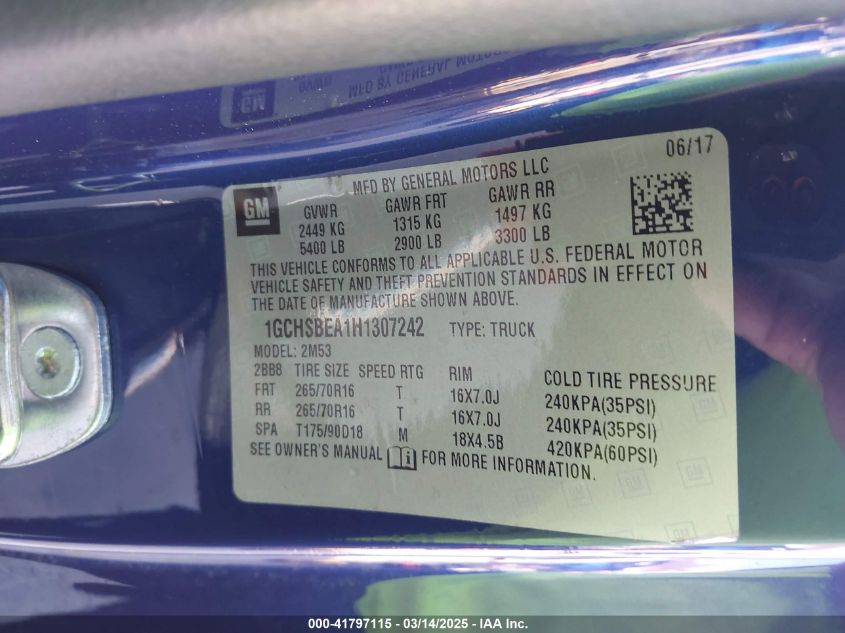 06/17
MFD BY GENERAL MOTORS LLC
GM
GVWR GAWR FRT GAWR RR
2449 KG 1315 KG 1497 KG
5400 LB 2900 LB 3300 LB
THIS VEHICLE CONFORMS TO ALL APPLICABLE U.S. FEDERAL MOTOR
VEHICLE SAFETY AND THEFT PREVENTION STANDARDS IN EFFECT ON
THE DATE OF MANUFACTURE SHOWN ABOVE.
1GCHSBEA1H1307242 TYPE: TRUCK
MODEL: 2M53
2BB8 TIRE SIZE SPEED RTG RIM COLD TIRE PRESSURE
FRT 265/70R16 T 16X7.0J 240KPA(35PSI)
RR 265/70R16 T 16X7.0J 240KPA(35PSI)
SPA T175/90D18 M 18X4.5B 420KPA(60PSI)
SEE OWNER'S MANUAL FOR MORE INFORMATION.
000-41797115 - 03/14/2025 - IAA Inc.